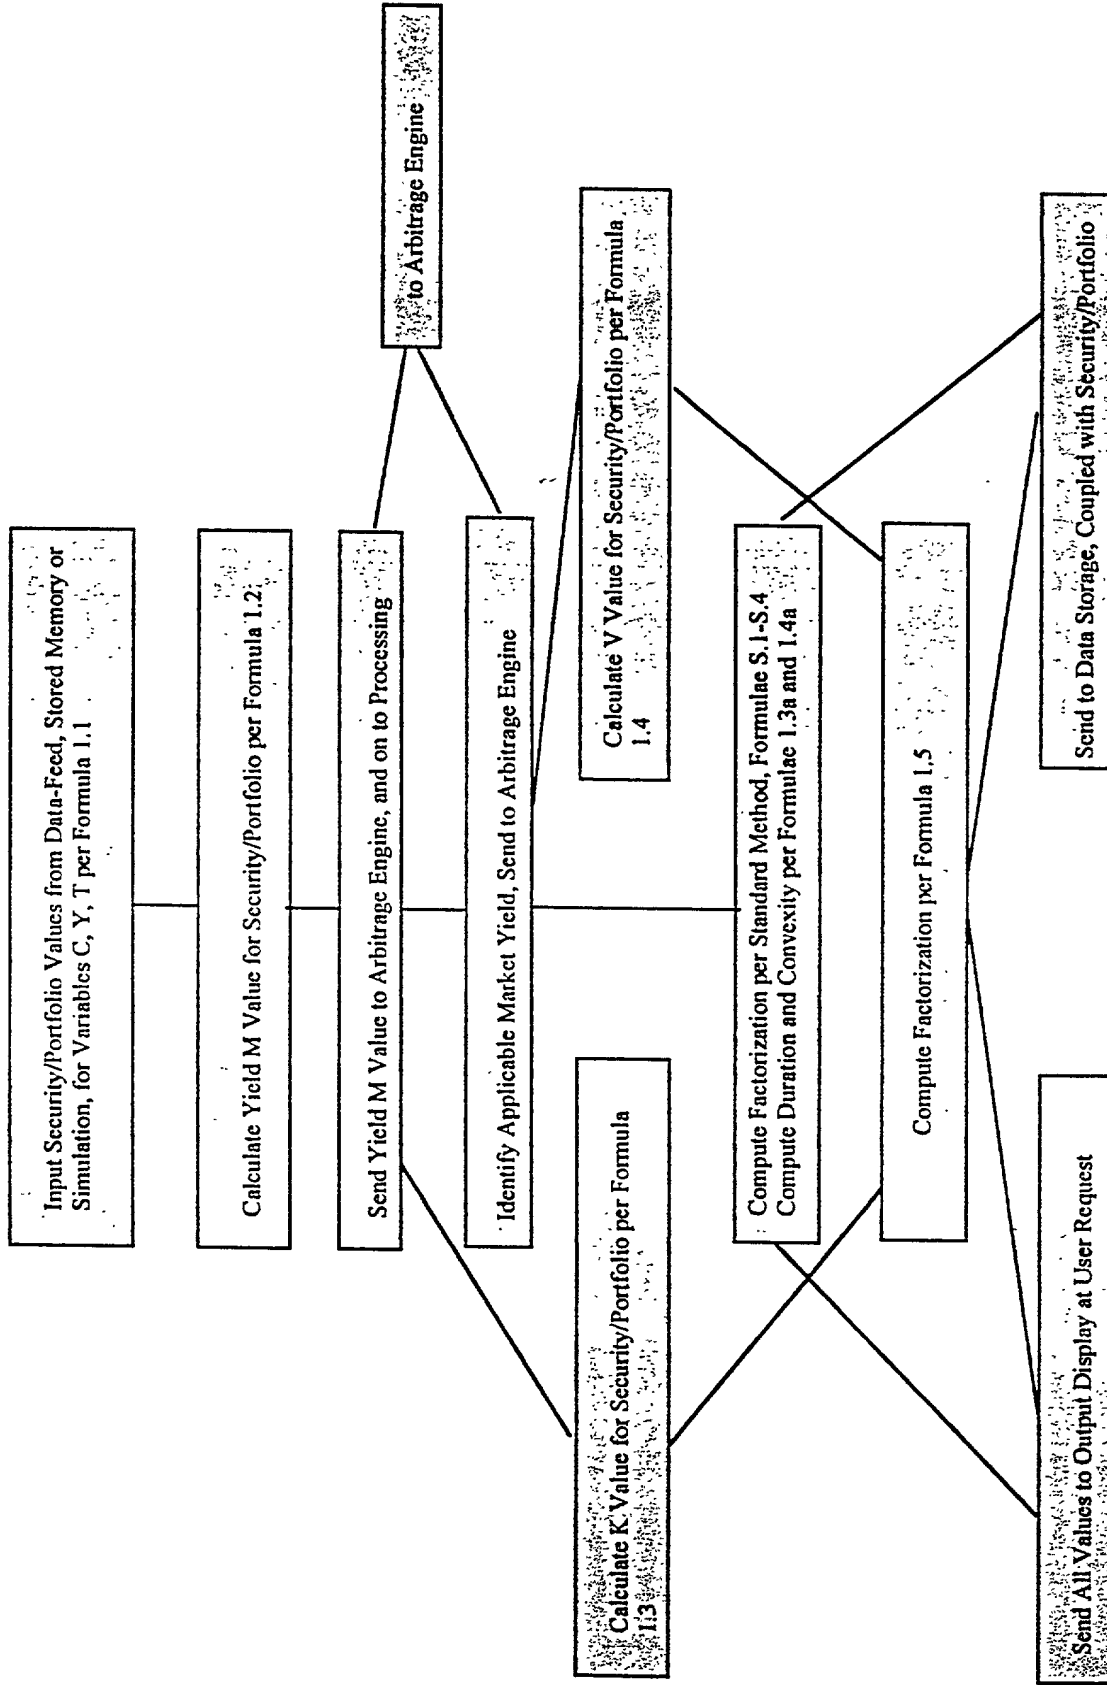 Input Security/Portfolio Values from Data-Feed, Stored Memory or
Simulation, for Variables C, Y, T per Formula 1.1
Calculate Yield M Value for Security/Portfolio per Formula 1.2
Send Yield M Value to Arbitrage Engine, and on to Processing
to Arbitrage Engine
Identify Applicable Market Yield, Send to Arbitrage Engine
Calculate K Value for Security/Portfolio per Formula
1.3
Calculate V Value for Security/Portfolio per Formula
1.4
Compute Factorization per Standard Method, Formulae S.1-S.4
Compute Duration and Convexity per Formulae 1.3a and 1.4a
Compute Factorization per Formula 1.5
Send All Values to Output Display at User Request
Send to Data Storage, Coupled with Security/Portfolio